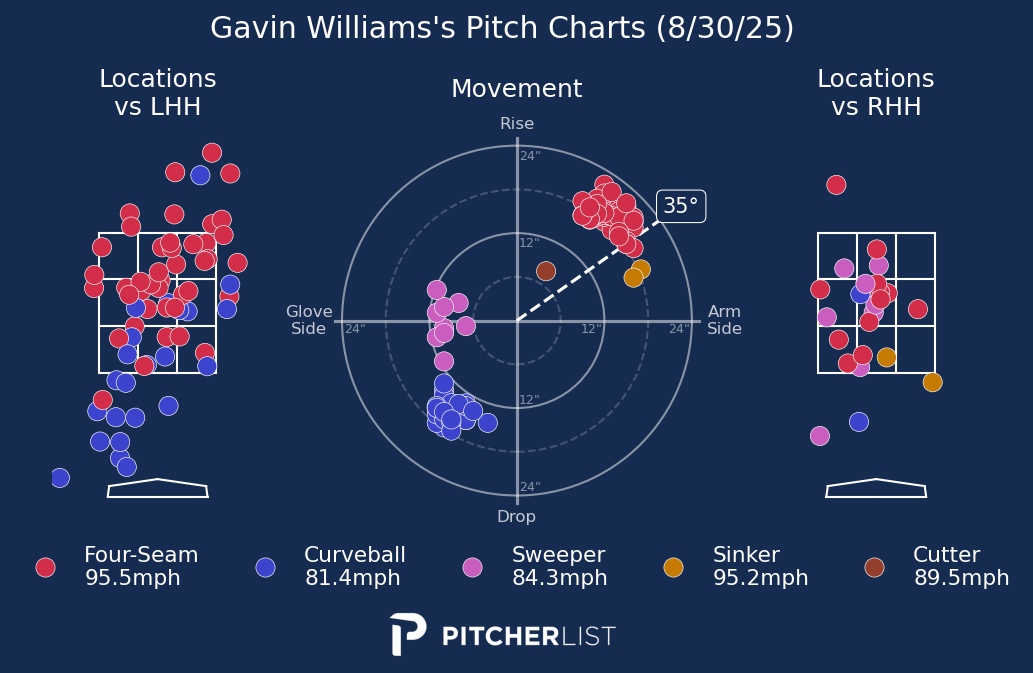 Gavin Williams's Pitch Charts (8/30/25)
Locations
vs LHH
Movement
Locations
vs RHH
Rise
24"
12"
35°
Glove
Side
24"
12"
24"
Arm
Side
12"
24"
Drop
Four-Seam
95.5mph
Curveball
81.4mph
Sweeper
84.3mph
Sinker
95.2mph
Cutter
89.5mph
PITCHERLIST